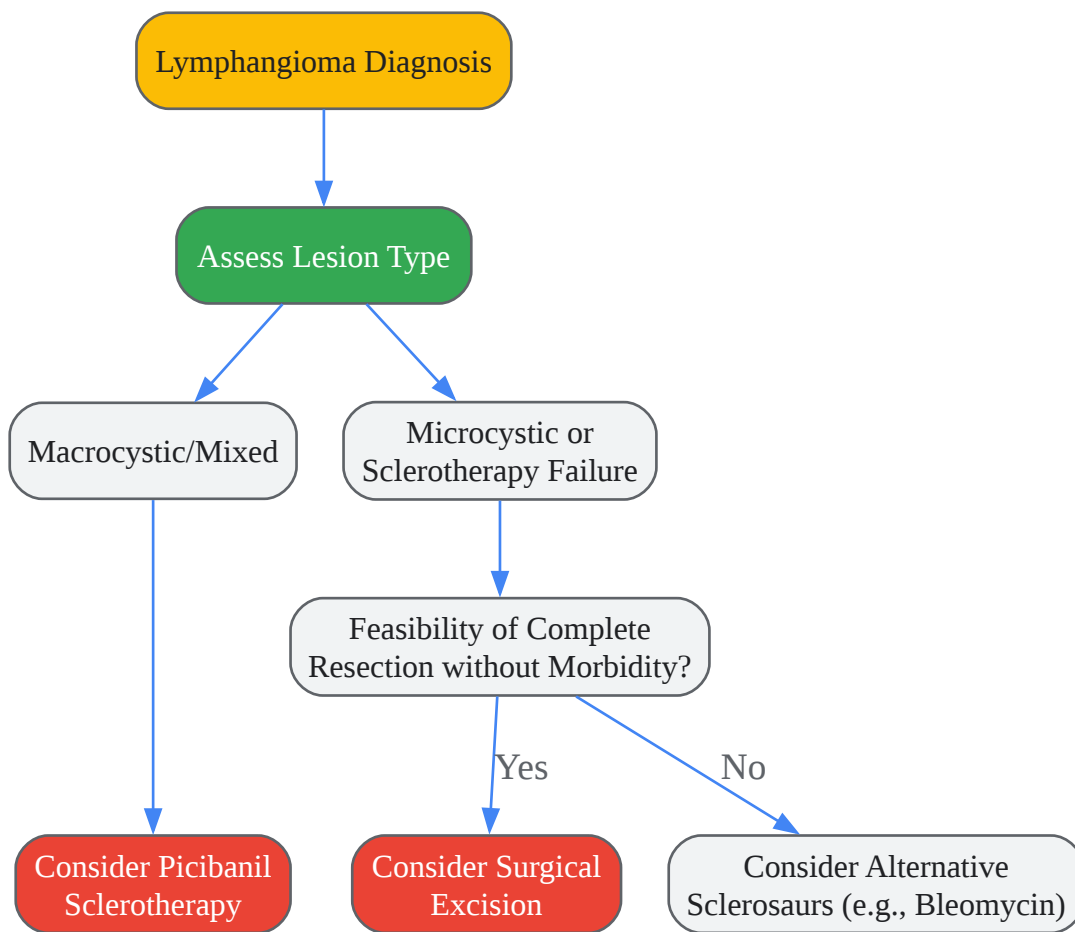 Lymphangioma Diagnosis
Assess Lesion Type
Macrocystic/Mixed
Microcystic or
Sclerotherapy Failure
Feasibility of Complete
Resection without Morbidity?
Yes
No
Consider Picibanil
Sclerotherapy
Consider Surgical
Excision
Consider Alternative
Sclerosaurs (e.g., Bleomycin)